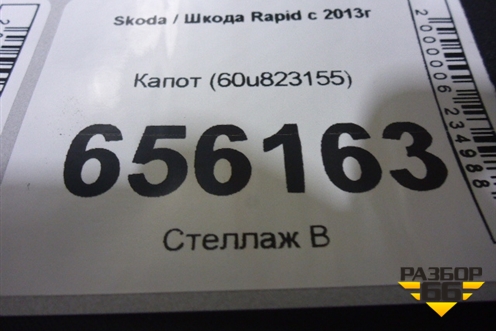 Skoda / Шкода Rapid с 2013г
Капот (60u823155)
656163
Стеллаж В
2000006234988
РАЗБОР
66